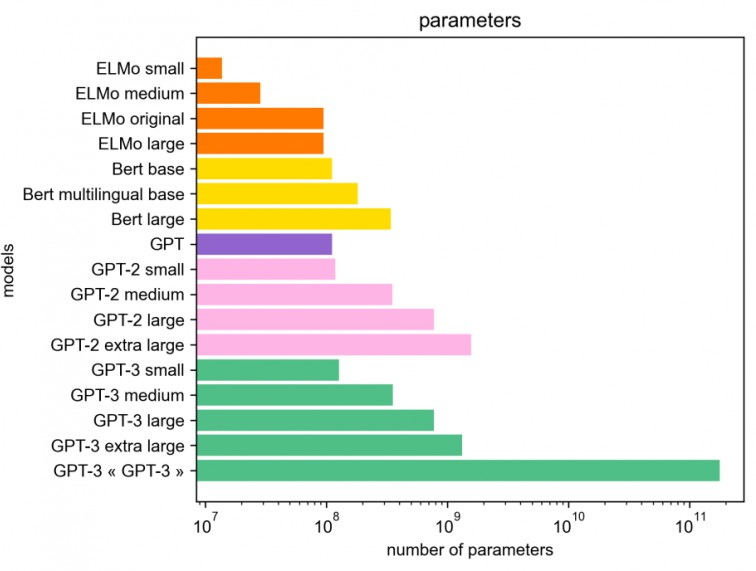 parameters
ELMo small
ELMo medium
ELMo original
ELMo large
Bert base
Bert multilingual base
Bert large
GPT
GPT-2 small
GPT-2 medium
GPT-2 large
GPT-2 extra large
GPT-3 small
GPT-3 medium
GPT-3 large
GPT-3 extra large
GPT-3 « GPT-3 »
models
10⁷ 10⁸ 10⁹ 10¹⁰ 10¹¹
number of parameters